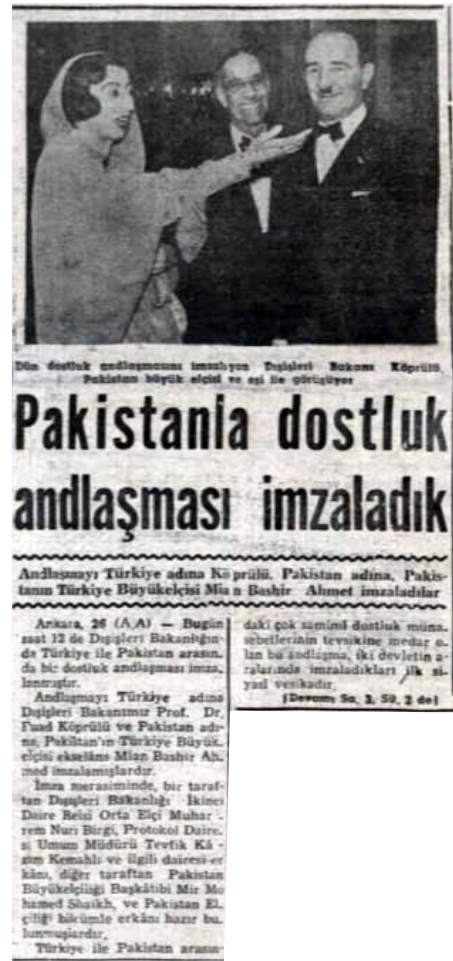 Dün dostluk andlaşmasını imzalıyan Dışişleri Bakanı Köprülü,
Pakistan büyük elçisi ve eşi ile görüşüyor
Pakistanla dostluk
andlaşması imzaladık
Andlaşmayı Türkiye adına Köprülü, Pakistan adına, Pakis-
tanın Türkiye Büyükelçisi Mian Bashir Ahmet imzaladılar
Ankara, 26 (A.A) — Bugün
saat 12 de Dışişleri Bakanlığın-
da Türkiye ile Pakistan arasın-
da bir dostluk andlaşması imza.
lanmıştır.
Andlaşmayı Türkiye adına
Dışişleri Bakanımız Prof. Dr.
Fuad Köprülü ve Pakistan adı-
na, Pakistan'ın Türkiye Büyük.
elçisi ekselâns Mian Bashir Ah.
med imzalamışlardır.
İmza merasiminde, bir taraf-
tan Dışişleri Bakanlığı İkinci
Daire Reisi Orta Elçi Muhar -
rem Nuri Birgi, Protokol Daire.
si Umum Müdürü Tevfik Kâ -
zım Kemahlı ve ilgili dairesi er
kânı, diğer taraftan Pakistan
Büyükelçiliği Başkâtibi Mir Mo
hamed Shaikh, ve Pakistan El.
çiliği bilcümle erkânı hazır bu.
lunmuşlardır.
Türkiye ile Pakistan arasın-
daki çok samimî dostluk müna.
sebetlerinin tevsikine medar o.
lan bu andlaşma, iki devletin a-
ralarında imzaladıkları ilk si-
yasî vesikadır.
[Devamı Sa. 3, Sü. 2 de]